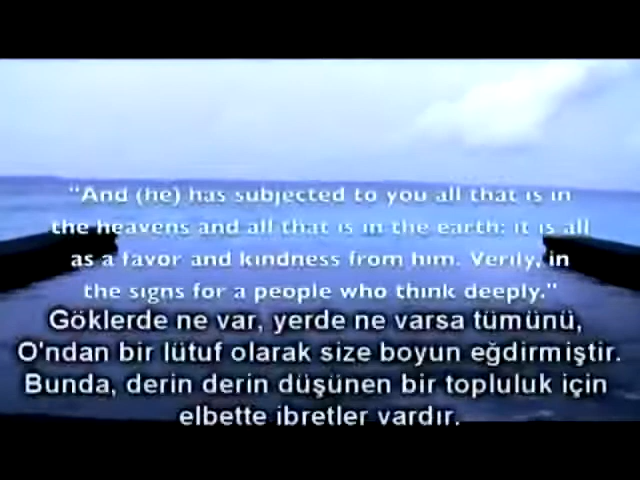 "And (he) has subjected to you all that is in
the heavens and all that is in the earth: it is all
as a favor and kindness from him. Verily, in
the signs for a people who think deeply."
Göklerde ne var, yerde ne varsa tümünü,
O'ndan bir lütuf olarak size boyun eğdirmiştir.
Bunda, derin derin düşünen bir topluluk için
elbette ibretler vardır.